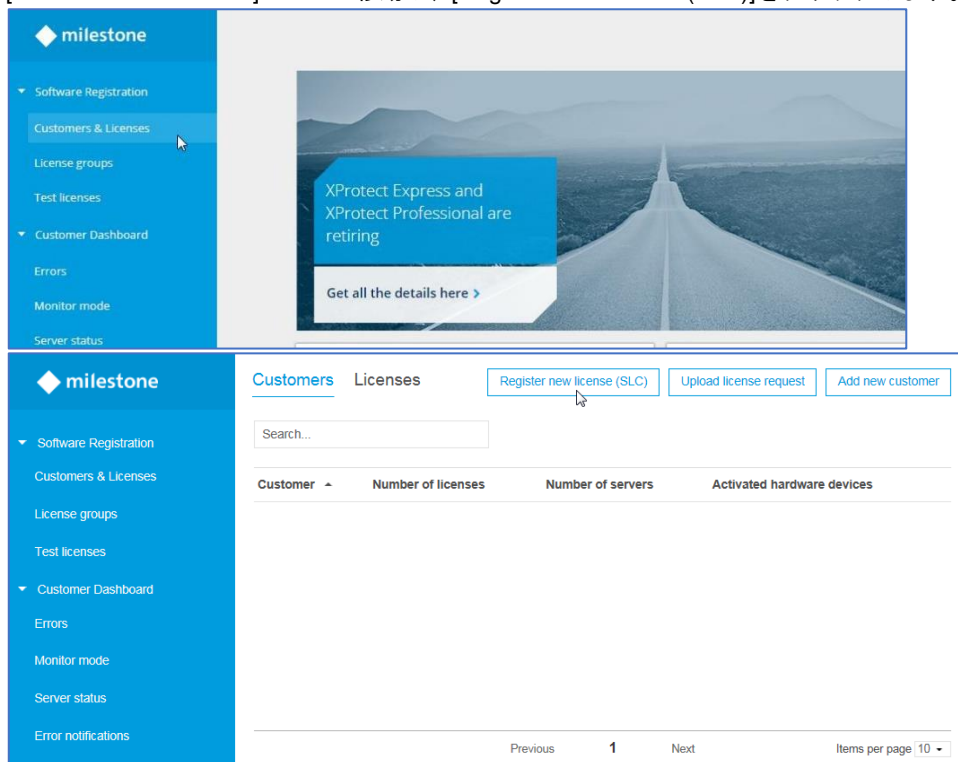 milestone
Software Registration
Customers & Licenses
License groups
Test licenses
Customer Dashboard
Errors
Monitor mode
Server status
XProtect Express and
XProtect Professional are
retiring
Get all the details here >
milestone
Software Registration
Customers & Licenses
License groups
Test licenses
Customer Dashboard
Errors
Monitor mode
Server status
Error notifications
Customers Licenses Register new license (SLC) Upload license request Add new customer
Search...
Customer Number of licenses Number of servers Activated hardware devices
Previous 1 Next Items per page 10